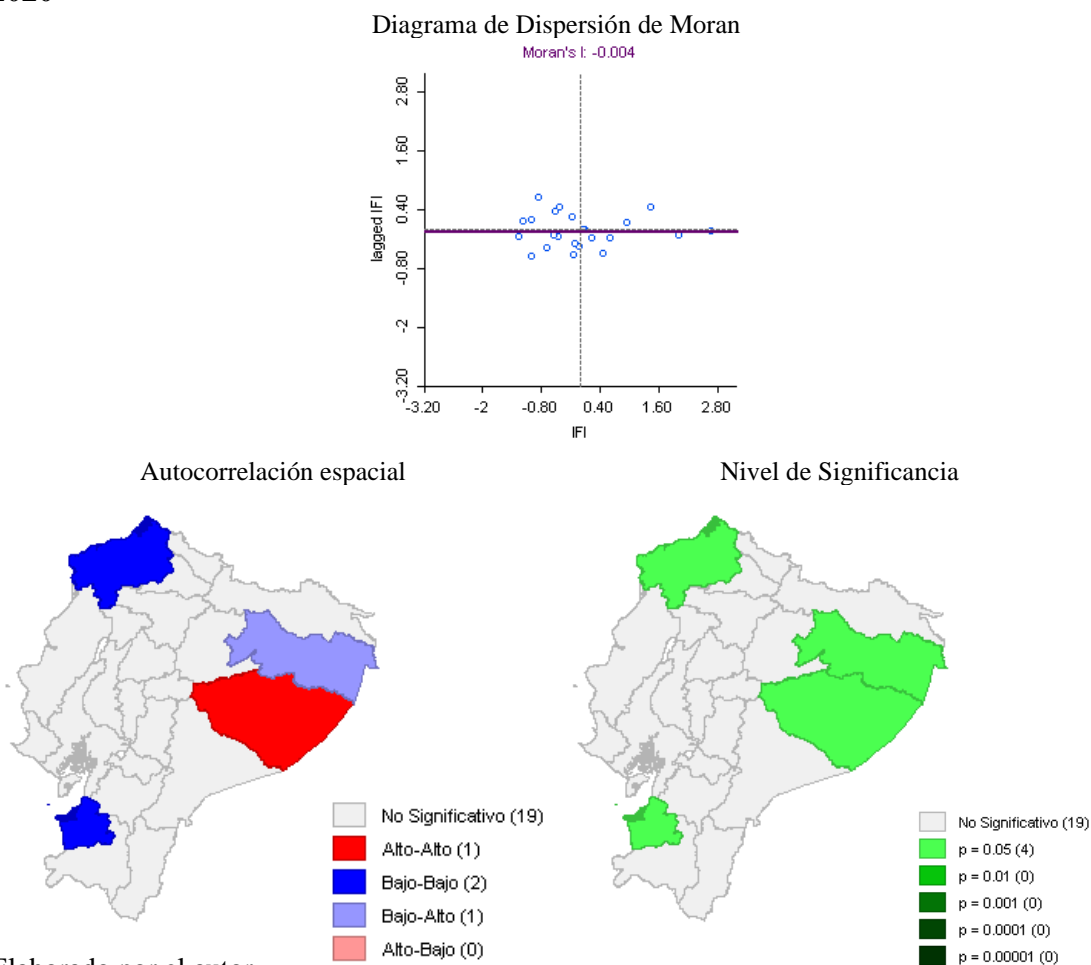 Diagrama de Dispersión de Moran
Moran's I: -0.004
2.80
1.60
0.40
-0.80
-2
-3.20
lagged IFI
-3.20 -2 -0.80 0.40 1.60 2.80
IFI
Autocorrelación espacial Nivel de Significancia
No Significativo (19)
Alto-Alto (1)
Bajo-Bajo (2)
Bajo-Alto (1)
Alto-Bajo (0)
No Significativo (19)
p = 0.05 (4)
p = 0.01 (0)
p = 0.001 (0)
p = 0.0001 (0)
p = 0.00001 (0)